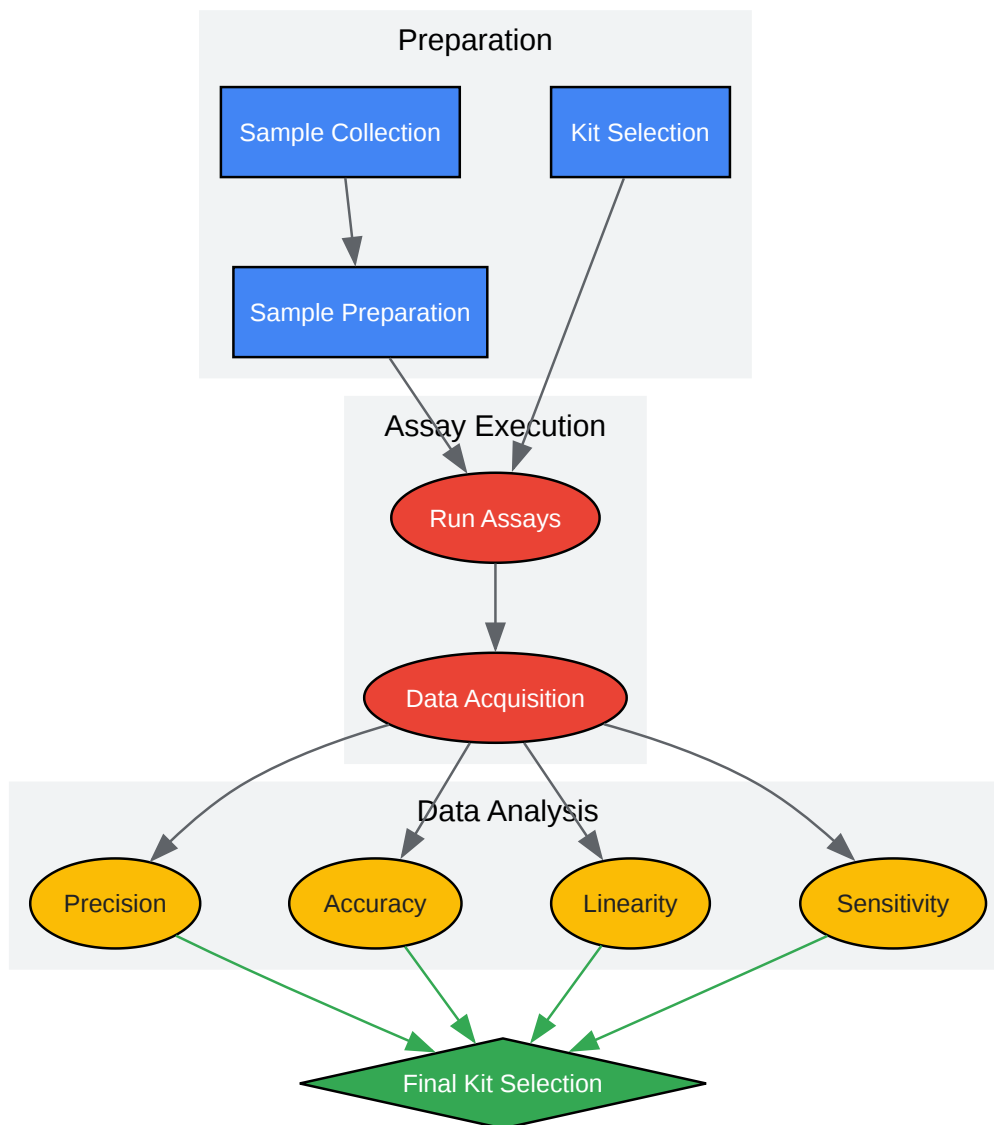 Preparation
Sample Collection
Kit Selection
Sample Preparation
Assay Execution
Run Assays
Data Acquisition
Data Analysis
Precision
Accuracy
Linearity
Sensitivity
Final Kit Selection